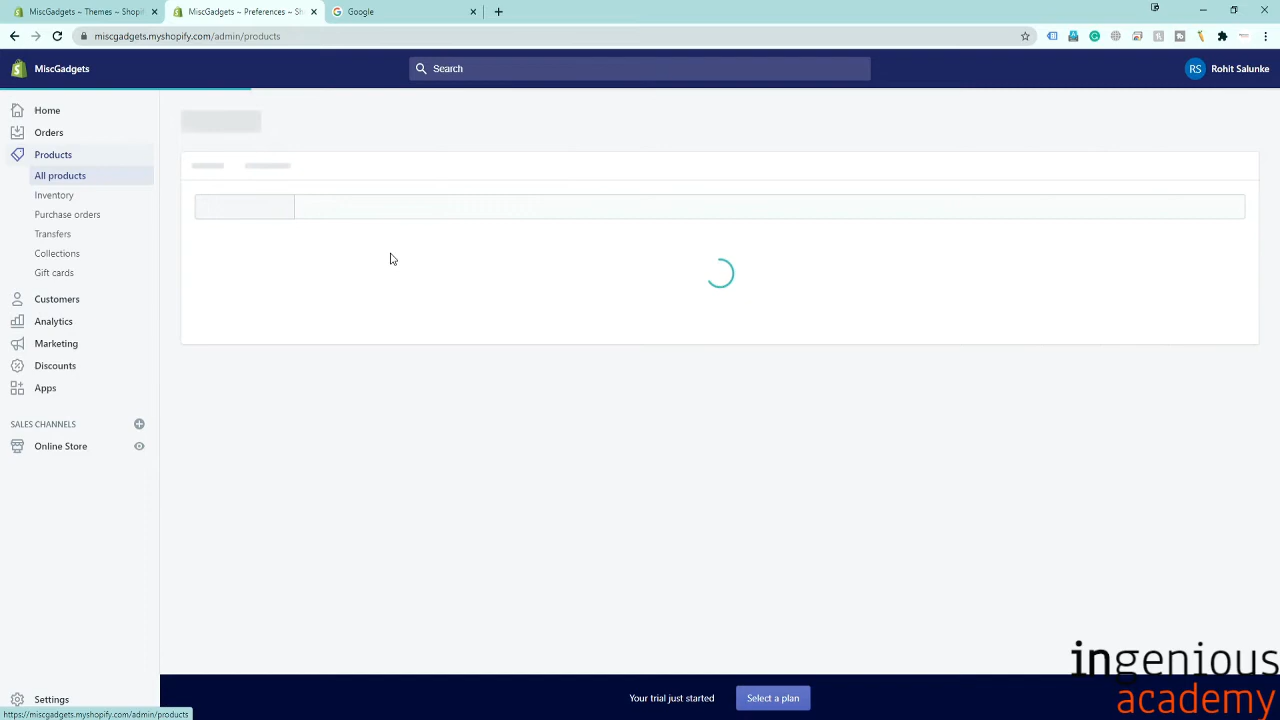 MiscGadgets ~ Themes ~ Shopif
MiscGadgets ~ Preferences ~ Sh
Google
miscgadgets.myshopify.com/admin/products
MiscGadgets
Search
RS
Rohit Salunke
Home
Orders
Products
All products
Inventory
Purchase orders
Transfers
Collections
Gift cards
Customers
Analytics
Marketing
Discounts
Apps
SALES CHANNELS
Online Store
Settings
Your trial just started
Select a plan
https://miscgadgets.myshopify.com/admin/products
ingenious
academy